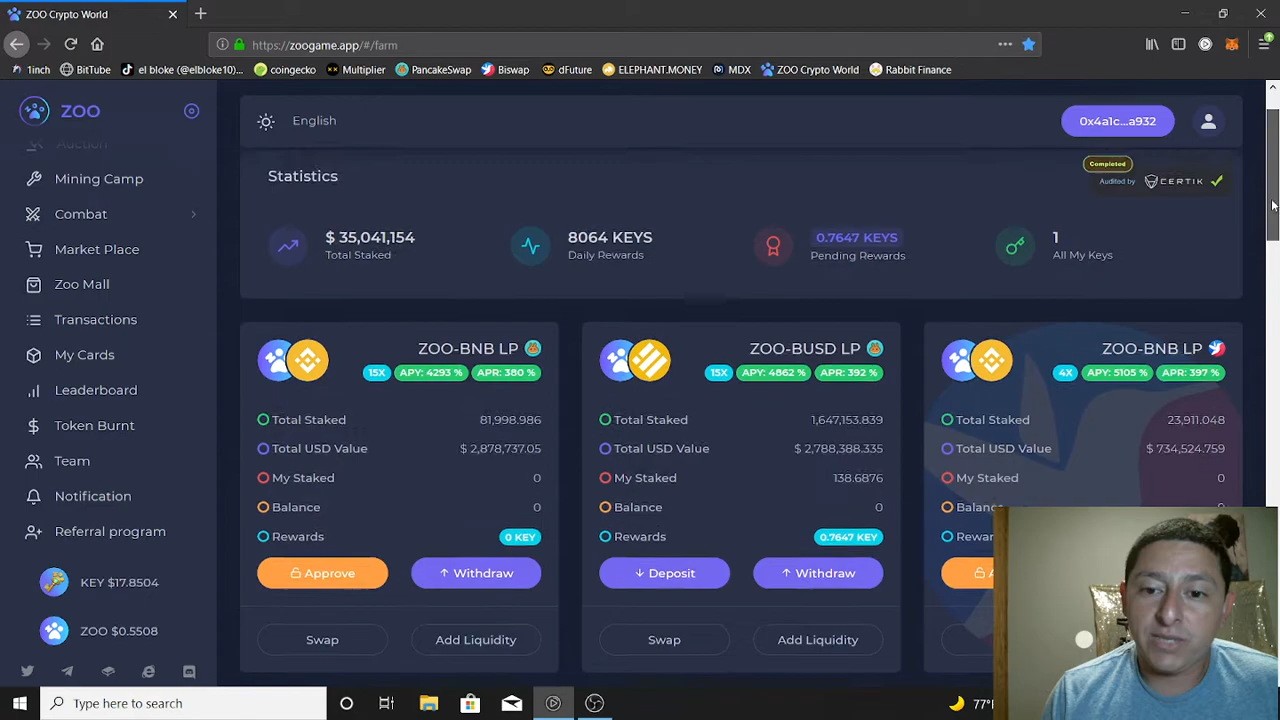 ZOO Crypto World
https://zoogame.app/#/farm
1inch BitTube el bloke (@elbloke10)... coingecko Multiplier PancakeSwap Biswap dFuture ELEPHANT.MONEY MDX ZOO Crypto World Rabbit Finance
ZOO
Auction
Mining Camp
Combat
Market Place
Zoo Mall
Transactions
My Cards
Leaderboard
Token Burnt
Team
Notification
Referral program
KEY $17.8504
ZOO $0.5508
English
0x4a1c...a932
Statistics
Completed
Audited by CERTIK
$ 35,041,154
Total Staked
8064 KEYS
Daily Rewards
0.7647 KEYS
Pending Rewards
1
All My Keys
ZOO-BNB LP
15X APY: 4293 % APR: 380 %
Total Staked 81,998.986
Total USD Value $ 2,878,737.05
My Staked 0
Balance 0
Rewards 0 KEY
Approve Withdraw
Swap Add Liquidity
ZOO-BUSD LP
15X APY: 4862 % APR: 392 %
Total Staked 1,647,153.839
Total USD Value $ 2,788,388.335
My Staked 138.6876
Balance 0
Rewards 0.7647 KEY
Deposit Withdraw
Swap Add Liquidity
ZOO-BNB LP
4X APY: 5105 % APR: 397 %
Total Staked 23,911.048
Total USD Value $ 734,524.759
My Staked 0
Type here to search
77°F